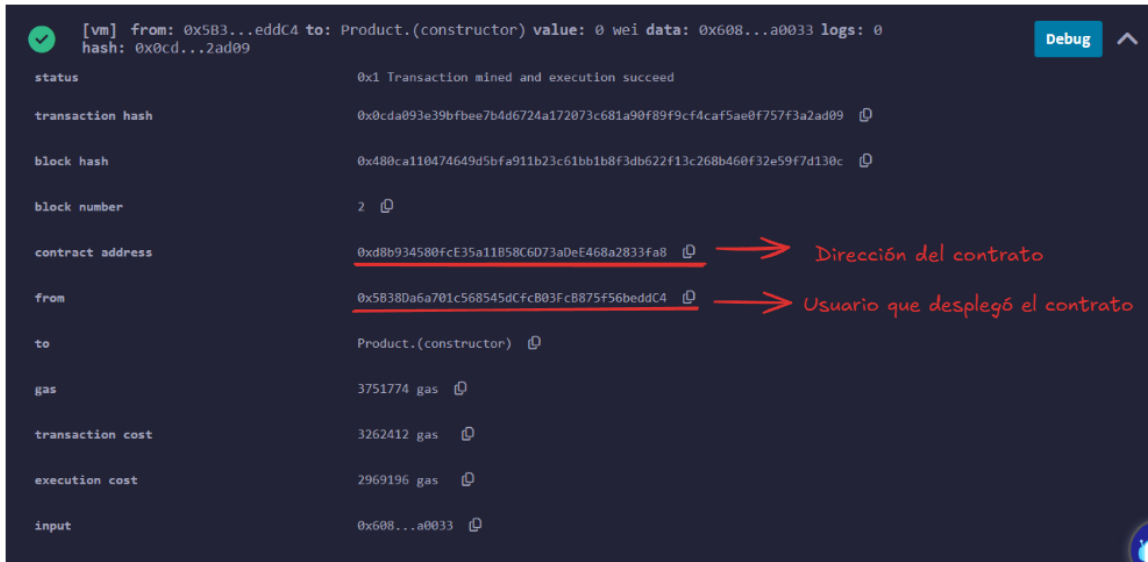 [vm] from: 0x5B3...eddC4 to: Product.(constructor) value: 0 wei data: 0x608...a0033 logs: 0
hash: 0x0cd...2ad09
Debug
status 0x1 Transaction mined and execution succeed
transaction hash 0x0cda093e39bfbee7b4d6724a172073c681a90f89f9cf4caf5ae0f757f3a2ad09
block hash 0x480ca110474649d5bfa911b23c61bb1b8f3db622f13c268b460f32e59f7d130c
block number 2
contract address 0xd8b934580fcE35a11B58C6D73aDeE468a2833fa8 Dirección del contrato
from 0x5B38Da6a701c568545dCfcB03FcB875f56beddC4 Usuario que desplegó el contrato
to Product.(constructor)
gas 3751774 gas
transaction cost 3262412 gas
execution cost 2969196 gas
input 0x608...a0033